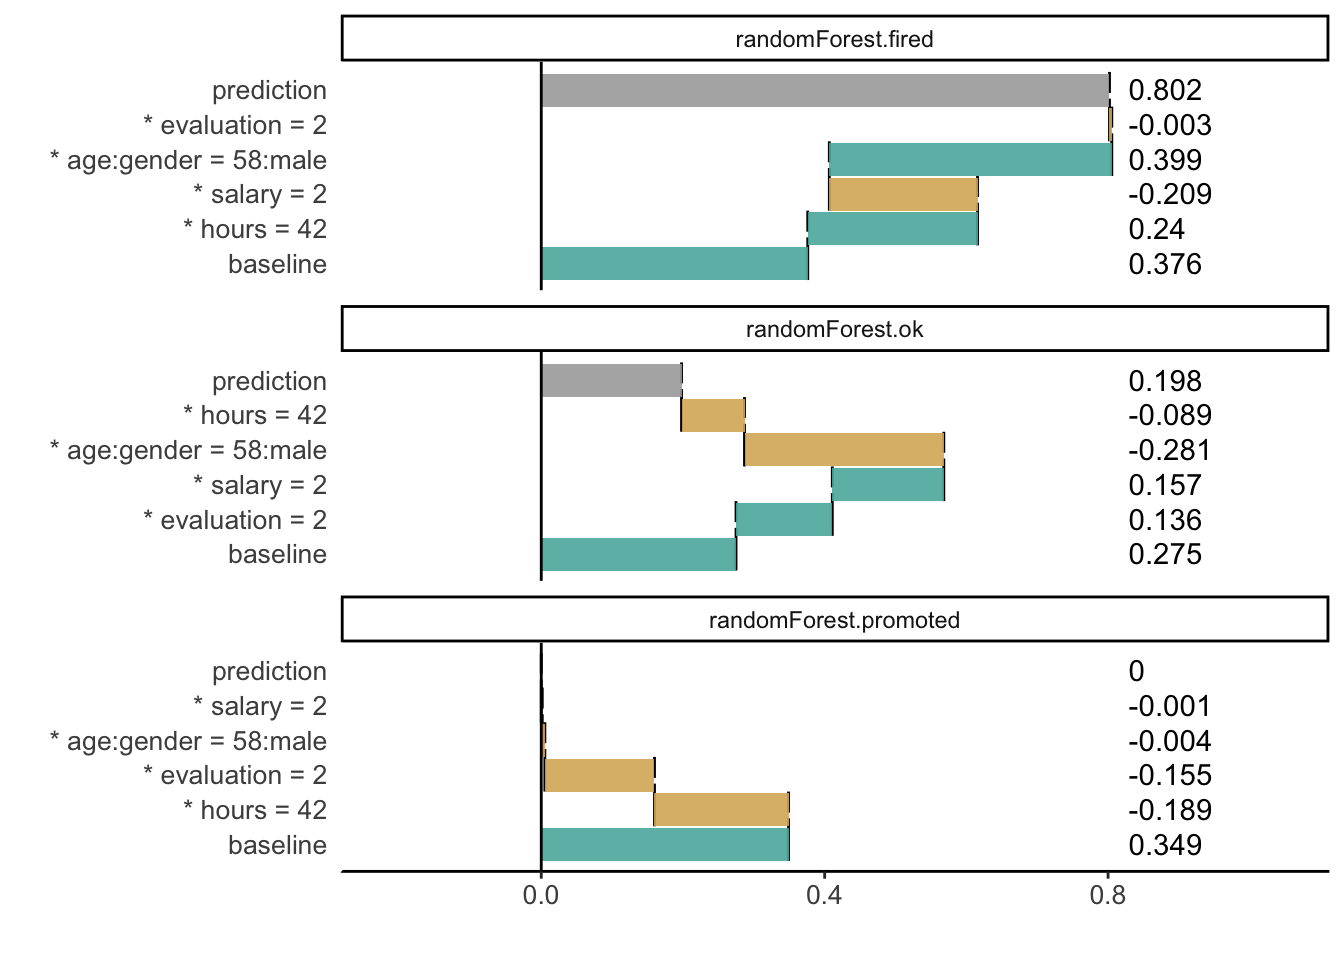 randomForest.fired
prediction 0.802
* evaluation = 2 -0.003
* age:gender = 58:male 0.399
* salary = 2 -0.209
* hours = 42 0.24
baseline 0.376
randomForest.ok
prediction 0.198
* hours = 42 -0.089
* age:gender = 58:male -0.281
* salary = 2 0.157
* evaluation = 2 0.136
baseline 0.275
randomForest.promoted
prediction 0
* salary = 2 -0.001
* age:gender = 58:male -0.004
* evaluation = 2 -0.155
* hours = 42 -0.189
baseline 0.349
0.0 0.4 0.8